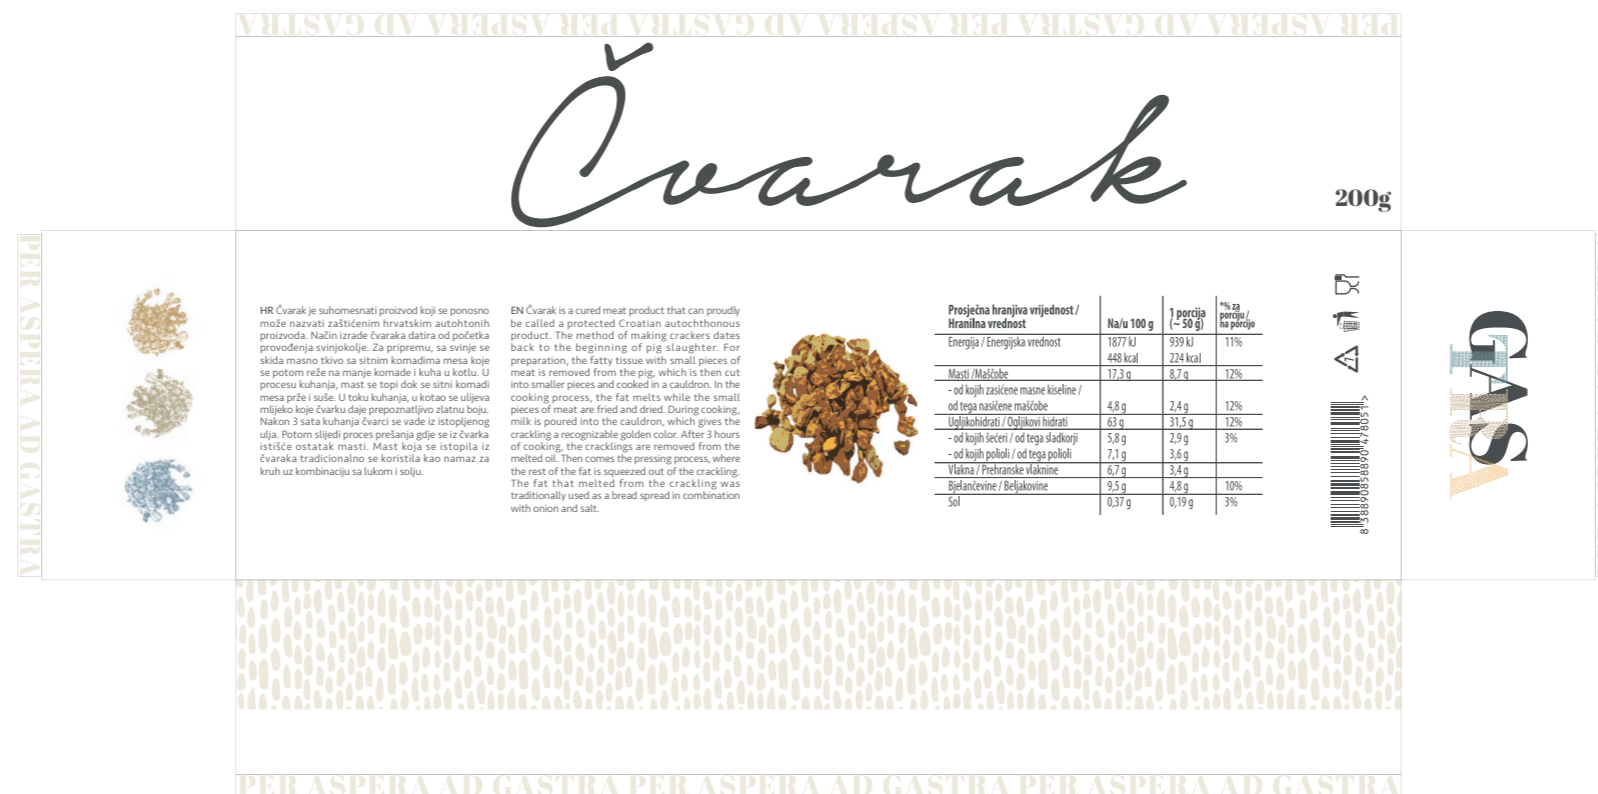 PER ASPERA AD GASTRA PER ASPERA AD GASTRA PER ASPERA AD GASTRA
Čvarak
200g
PER ASPERA AD GASTRA
HR Čvarak je suhomesnati proizvod koji se ponosno
može nazvati zaštićenim hrvatskim autohtonih
proizvoda. Način izrade čvaraka datira od početka
provođenja svinjokolje. Za pripremu, sa svinje se
skida masno tkivo sa sitnim komadima mesa koje
se potom reže na manje komade i kuha u kotlu. U
procesu kuhanja, mast se topi dok se sitni komadi
mesa prže i suše. U toku kuhanja, u kotao se ulijeva
mlijeko koje čvarku daje prepoznatljivo zlatnu boju.
Nakon 3 sata kuhanja čvarci se vade iz istopljenog
ulja. Potom slijedi proces prešanja gdje se iz čvarka
istišće ostatak masti. Mast koja se istopila iz
čvaraka tradicionalno se koristila kao namaz za
kruh uz kombinaciju sa lukom i solju.
EN Čvarak is a cured meat product that can proudly
be called a protected Croatian autochthonous
product. The method of making crackers dates
back to the beginning of pig slaughter. For
preparation, the fatty tissue with small pieces of
meat is removed from the pig, which is then cut
into smaller pieces and cooked in a cauldron. In the
cooking process, the fat melts while the small
pieces of meat are fried and dried. During cooking,
milk is poured into the cauldron, which gives the
crackling a recognizable golden color. After 3 hours
of cooking, the cracklings are removed from the
melted oil. Then comes the pressing process, where
the rest of the fat is squeezed out of the crackling.
The fat that melted from the crackling was
traditionally used as a bread spread in combination
with onion and salt.
Prosječna hranjiva vrijednost /
Hranilna vrednost Na/u 100 g 1 porcija (~ 50 g) *% za porciju / na porcijo
Energija / Energijska vrednost 1877 kJ 939 kJ 11%
448 kcal 224 kcal
Masti /Maščobe 17,3 g 8,7 g 12%
- od kojih zasićene masne kiseline /
od tega nasičene maščobe 4,8 g 2,4 g 12%
Ugljikohidrati / Ogljikovi hidrati 63 g 31,5 g 12%
- od kojih šećeri / od tega sladkorji 5,8 g 2,9 g 3%
- od kojih polioli / od tega polioli 7,1 g 3,6 g
Vlakna / Prehranske vlaknine 6,7 g 3,4 g
Bjelančevine / Beljakovine 9,5 g 4,8 g 10%
Sol 0,37 g 0,19 g 3%
1
8 388908 588904 78051 >
GAS
TRA
PER ASPERA AD GASTRA PER ASPERA AD GASTRA PER ASPERA AD GASTRA